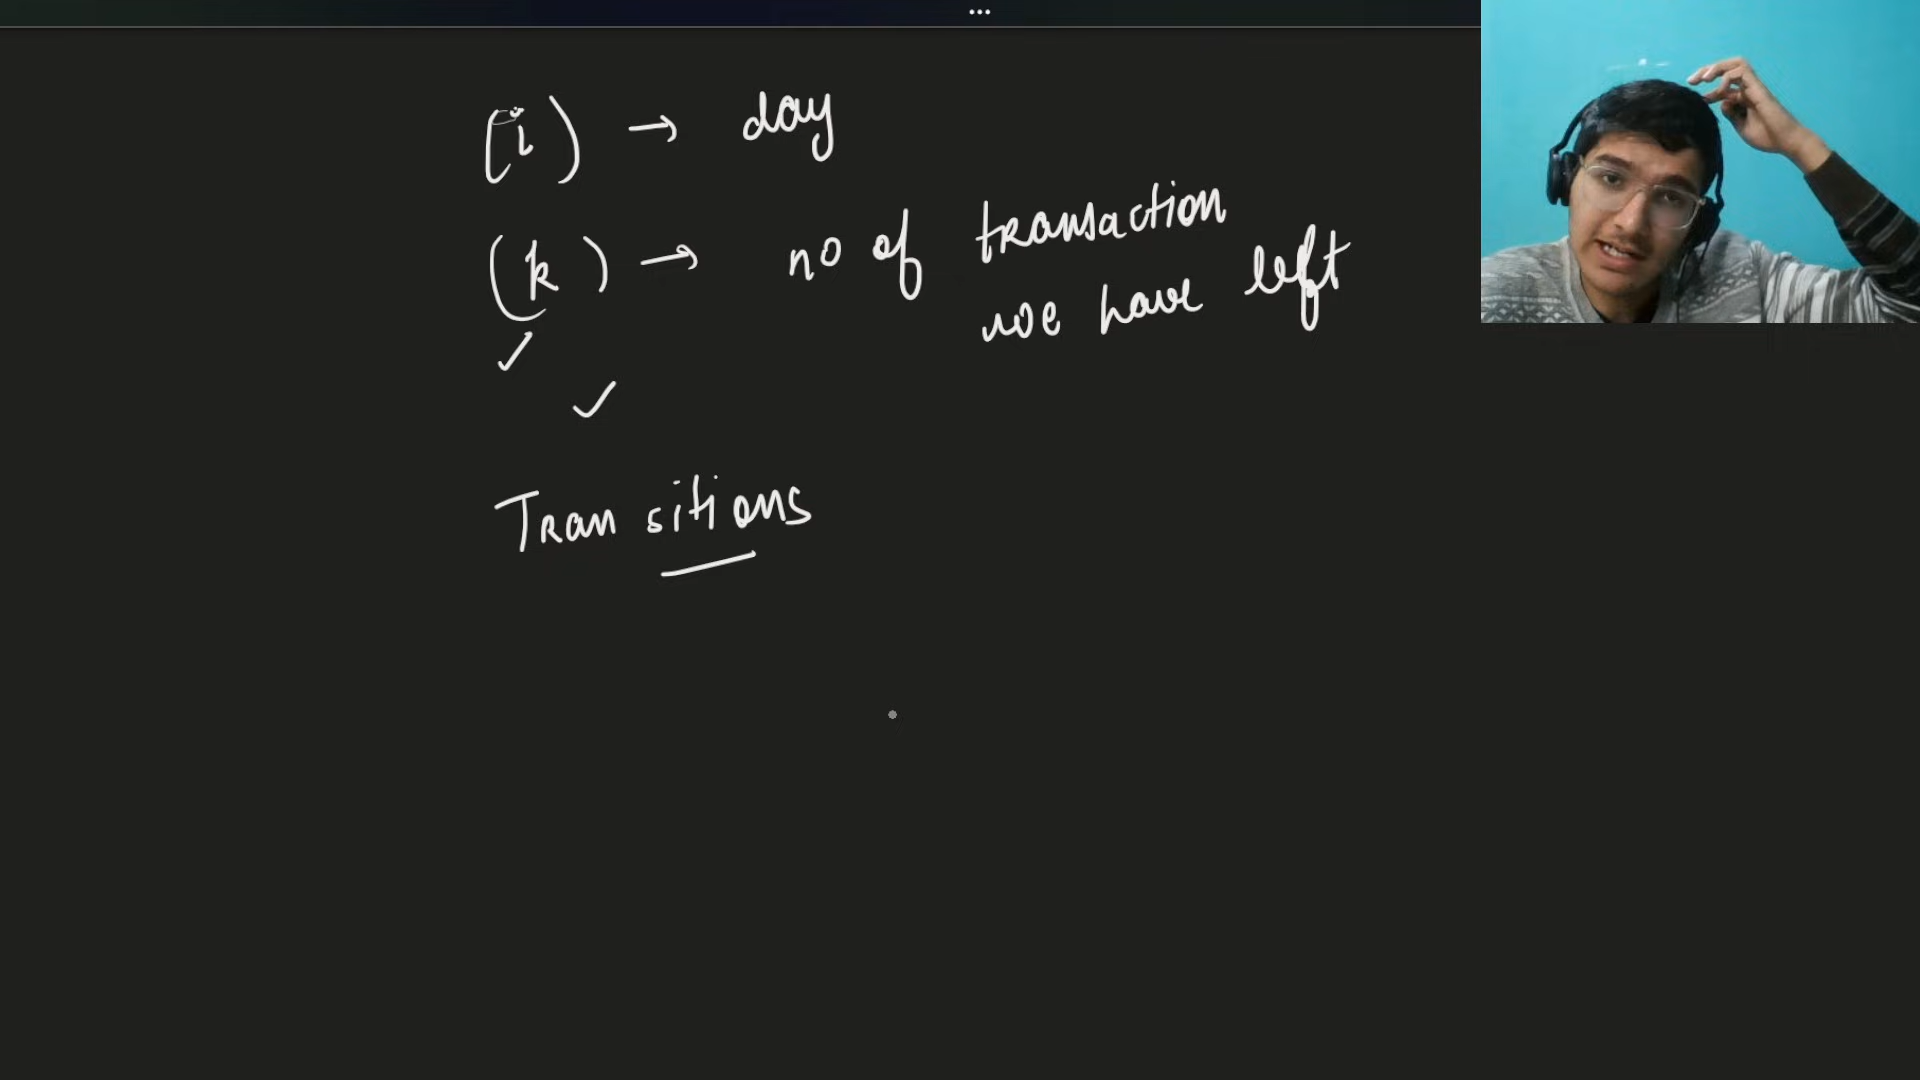 [i) → day
(k) → no of transaction
we have left
Transitions